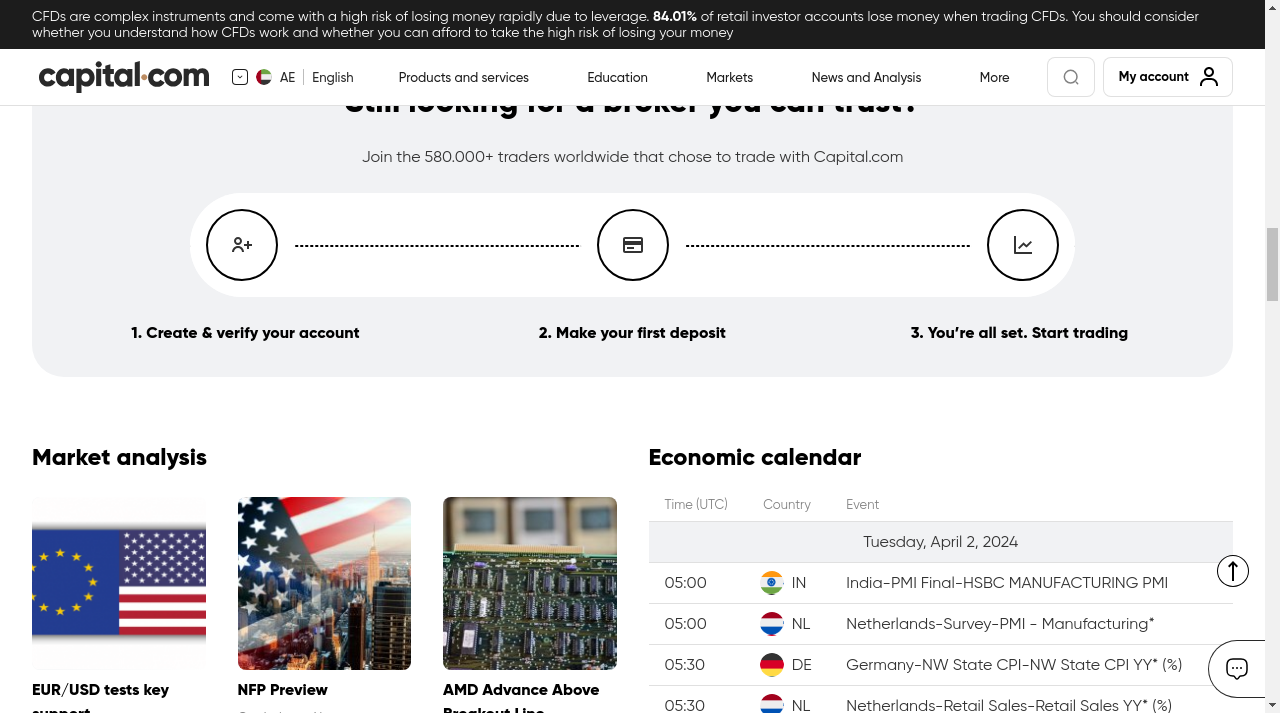 CFDs are complex instruments and come with a high risk of losing money rapidly due to leverage. 84.01% of retail investor accounts lose money when trading CFDs. You should consider
whether you understand how CFDs work and whether you can afford to take the high risk of losing your money
capital.com
AE English
Products and services
Education
Markets
News and Analysis
More
My account
Still looking for a broker you can trust?
Join the 580.000+ traders worldwide that chose to trade with Capital.com
1. Create & verify your account
2. Make your first deposit
3. You’re all set. Start trading
Market analysis
EUR/USD tests key
support
NFP Preview
AMD Advance Above
Breakout Line
Economic calendar
Time (UTC) Country Event
Tuesday, April 2, 2024
05:00 IN India-PMI Final-HSBC MANUFACTURING PMI
05:00 NL Netherlands-Survey-PMI - Manufacturing*
05:30 DE Germany-NW State CPI-NW State CPI YY* (%)
05:30 NL Netherlands-Retail Sales-Retail Sales YY* (%)